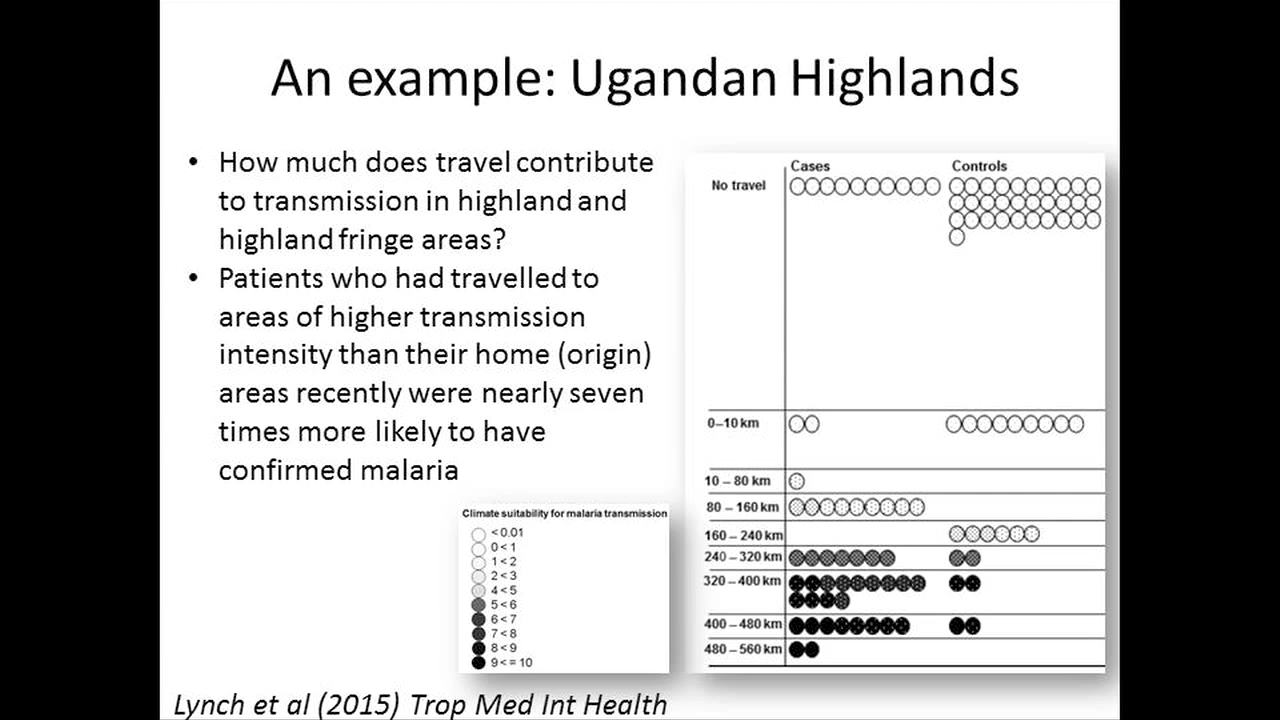 An example: Ugandan Highlands
• How much does travel contribute
to transmission in highland and
highland fringe areas?
• Patients who had travelled to
areas of higher transmission
intensity than their home (origin)
areas recently were nearly seven
times more likely to have
confirmed malaria
Cases Controls
No travel
0–10 km
10 – 80 km
80 – 160 km
160 – 240 km
240 – 320 km
320 – 400 km
400 – 480 km
480 – 560 km
Climate suitability for malaria transmission
<0.01
0<1
1<2
2<3
4<5
5<6
6<7
7<8
8<9
9<=10
Lynch et al (2015) Trop Med Int Health